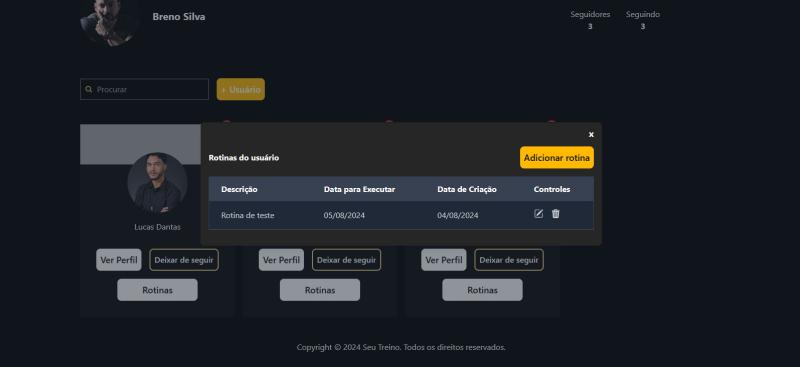 Breno Silva
Seguidores
3
Seguindo
3
Procurar
+ Usuário
x
Rotinas do usuário
Adicionar rotina
Descrição Data para Executar Data de Criação Controles
Rotina de teste 05/08/2024 04/08/2024
Lucas Dantas
Ver Perfil Deixar de seguir Ver Perfil Deixar de seguir Ver Perfil Deixar de seguir
Rotinas Rotinas Rotinas
Copyright © 2024 Seu Treino. Todos os direitos reservados.